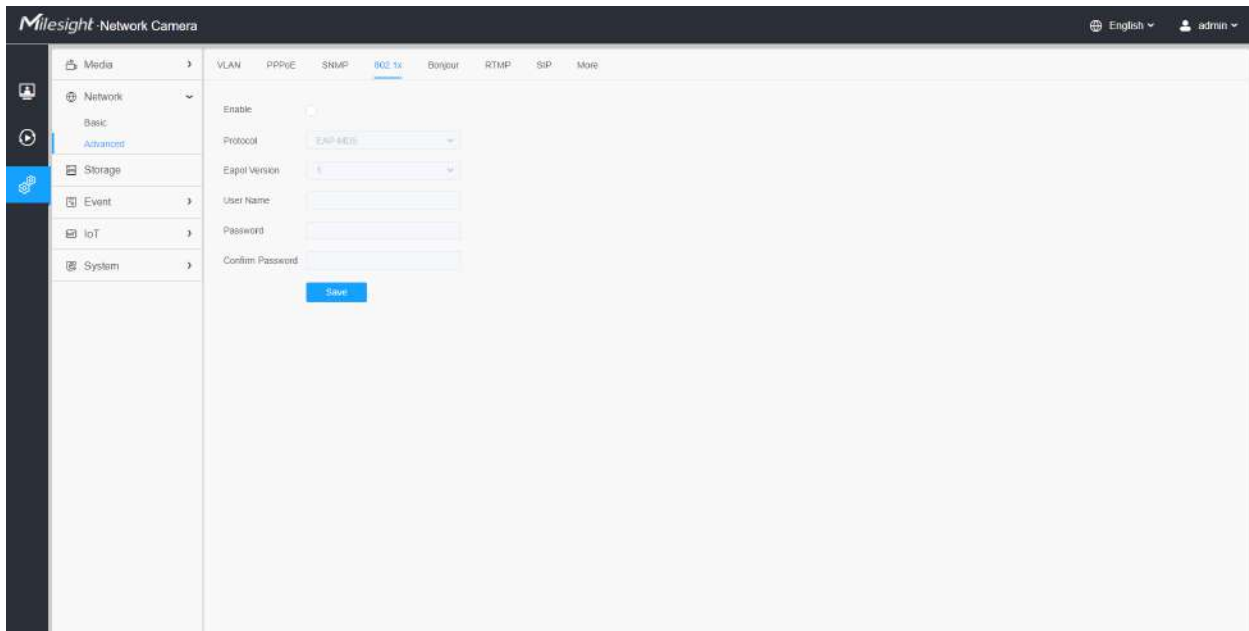 Milesight -Network Camera
English
admin
Media
Network
Basic
Advanced
Storage
Event
IoT
System
VLAN PPPoE SNMP 802.1x Bonjour RTMP SIP More
Enable
Protocol EAP-MD5
Eapol Version 1
User Name
Password
Confirm Password
Save